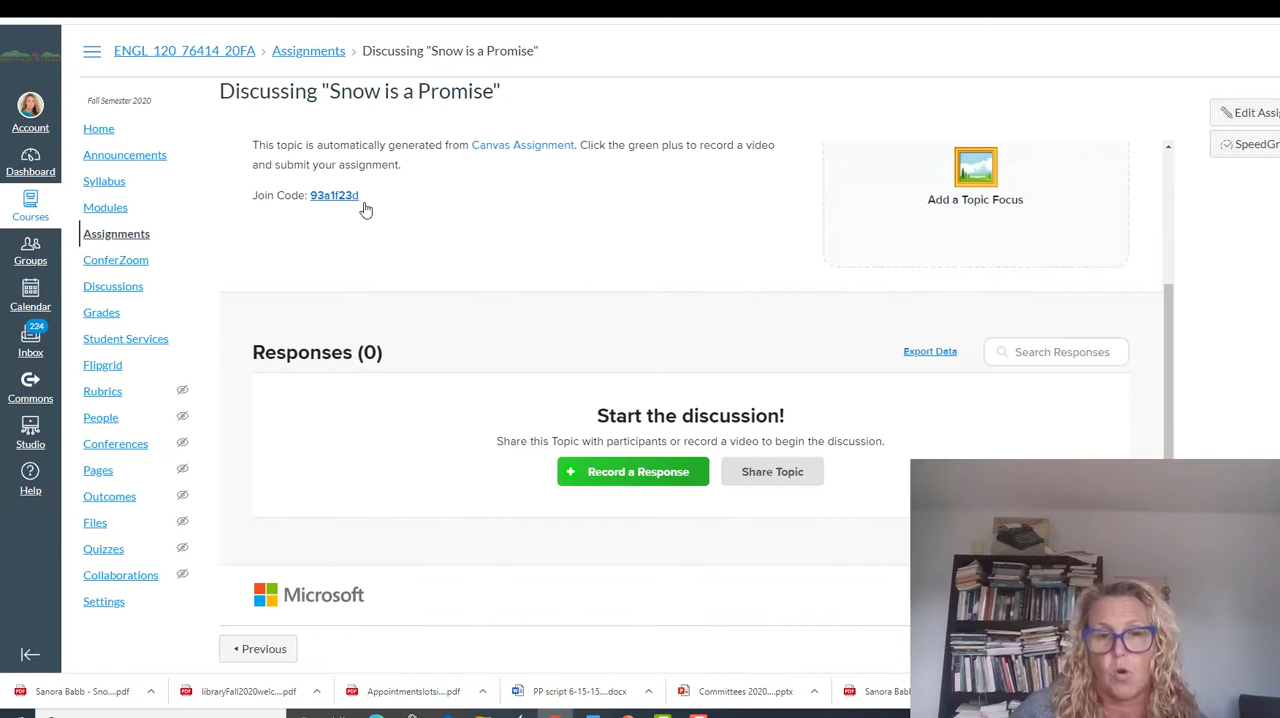 ENGL_120_76414_20FA > Assignments > Discussing "Snow is a Promise"
Account
Dashboard
Courses
Groups
Calendar
224
Inbox
Commons
Studio
Help
Fall Semester 2020
Home
Announcements
Syllabus
Modules
Assignments
ConferZoom
Discussions
Grades
Student Services
Flipgrid
Rubrics
People
Conferences
Pages
Outcomes
Files
Quizzes
Collaborations
Settings
Discussing "Snow is a Promise"
Edit Assi
SpeedGr
This topic is automatically generated from Canvas Assignment. Click the green plus to record a video
and submit your assignment.
Join Code: 93a1f23d
Add a Topic Focus
Responses (0)
Export Data
Search Responses
Start the discussion!
Share this Topic with participants or record a video to begin the discussion.
+ Record a Response
Share Topic
Microsoft
Previous
PDF Sanora Babb - Sno....pdf
PDF libraryFall2020welc....pdf
PDF Appointmentslotsi....pdf
W PP script 6-15-15....docx
P Committees 2020....pptx
PDF Sanora Babb